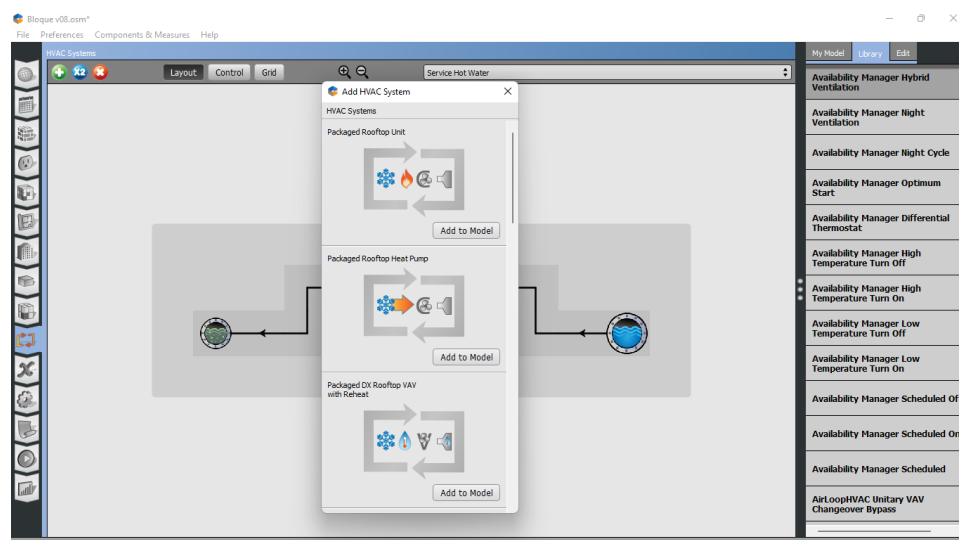 Bloque v08.osm*
File Preferences Components & Measures Help
HVAC Systems
x2
Layout Control Grid
Service Hot Water
My Model Library Edit
Add HVAC System
HVAC Systems
Packaged Rooftop Unit
Add to Model
Packaged Rooftop Heat Pump
Add to Model
Packaged DX Rooftop VAV
with Reheat
Add to Model
Availability Manager Hybrid
Ventilation
Availability Manager Night
Ventilation
Availability Manager Night Cycle
Availability Manager Optimum
Start
Availability Manager Differential
Thermostat
Availability Manager High
Temperature Turn Off
Availability Manager High
Temperature Turn On
Availability Manager Low
Temperature Turn Off
Availability Manager Low
Temperature Turn On
Availability Manager Scheduled Of
Availability Manager Scheduled On
Availability Manager Scheduled
AirLoopHVAC Unitary VAV
Changeover Bypass